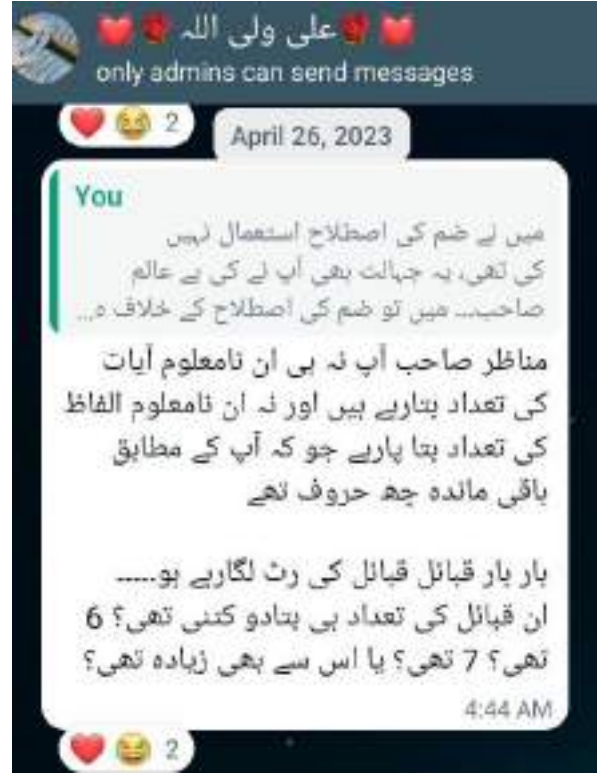 💓🌹علی ولی اللہ🌹💓
only admins can send messages
❤️😂 2
April 26, 2023
You
میں نے ضم کی اصطلاح استعمال نہیں
کی تھی، یہ جہالت بھی آپ نے کی ہے عالم
صاحب۔۔۔ میں تو ضم کی اصطلاح کے خلاف ہ...
مناظر صاحب آپ نہ ہی ان نامعلوم آیات
کی تعداد بتارہے ہیں اور نہ ان نامعلوم الفاظ
کی تعداد بتا پارہے جو کہ آپ کے مطابق
باقی ماندہ چھ حروف تھے
بار بار قبائل قبائل کی رٹ لگارہے ہو.....
ان قبائل کی تعداد ہی بتادو کتنی تھی؟ 6
تھی؟ 7 تھی؟ یا اس سے بھی زیادہ تھی؟
4:44 AM
❤️😂 2